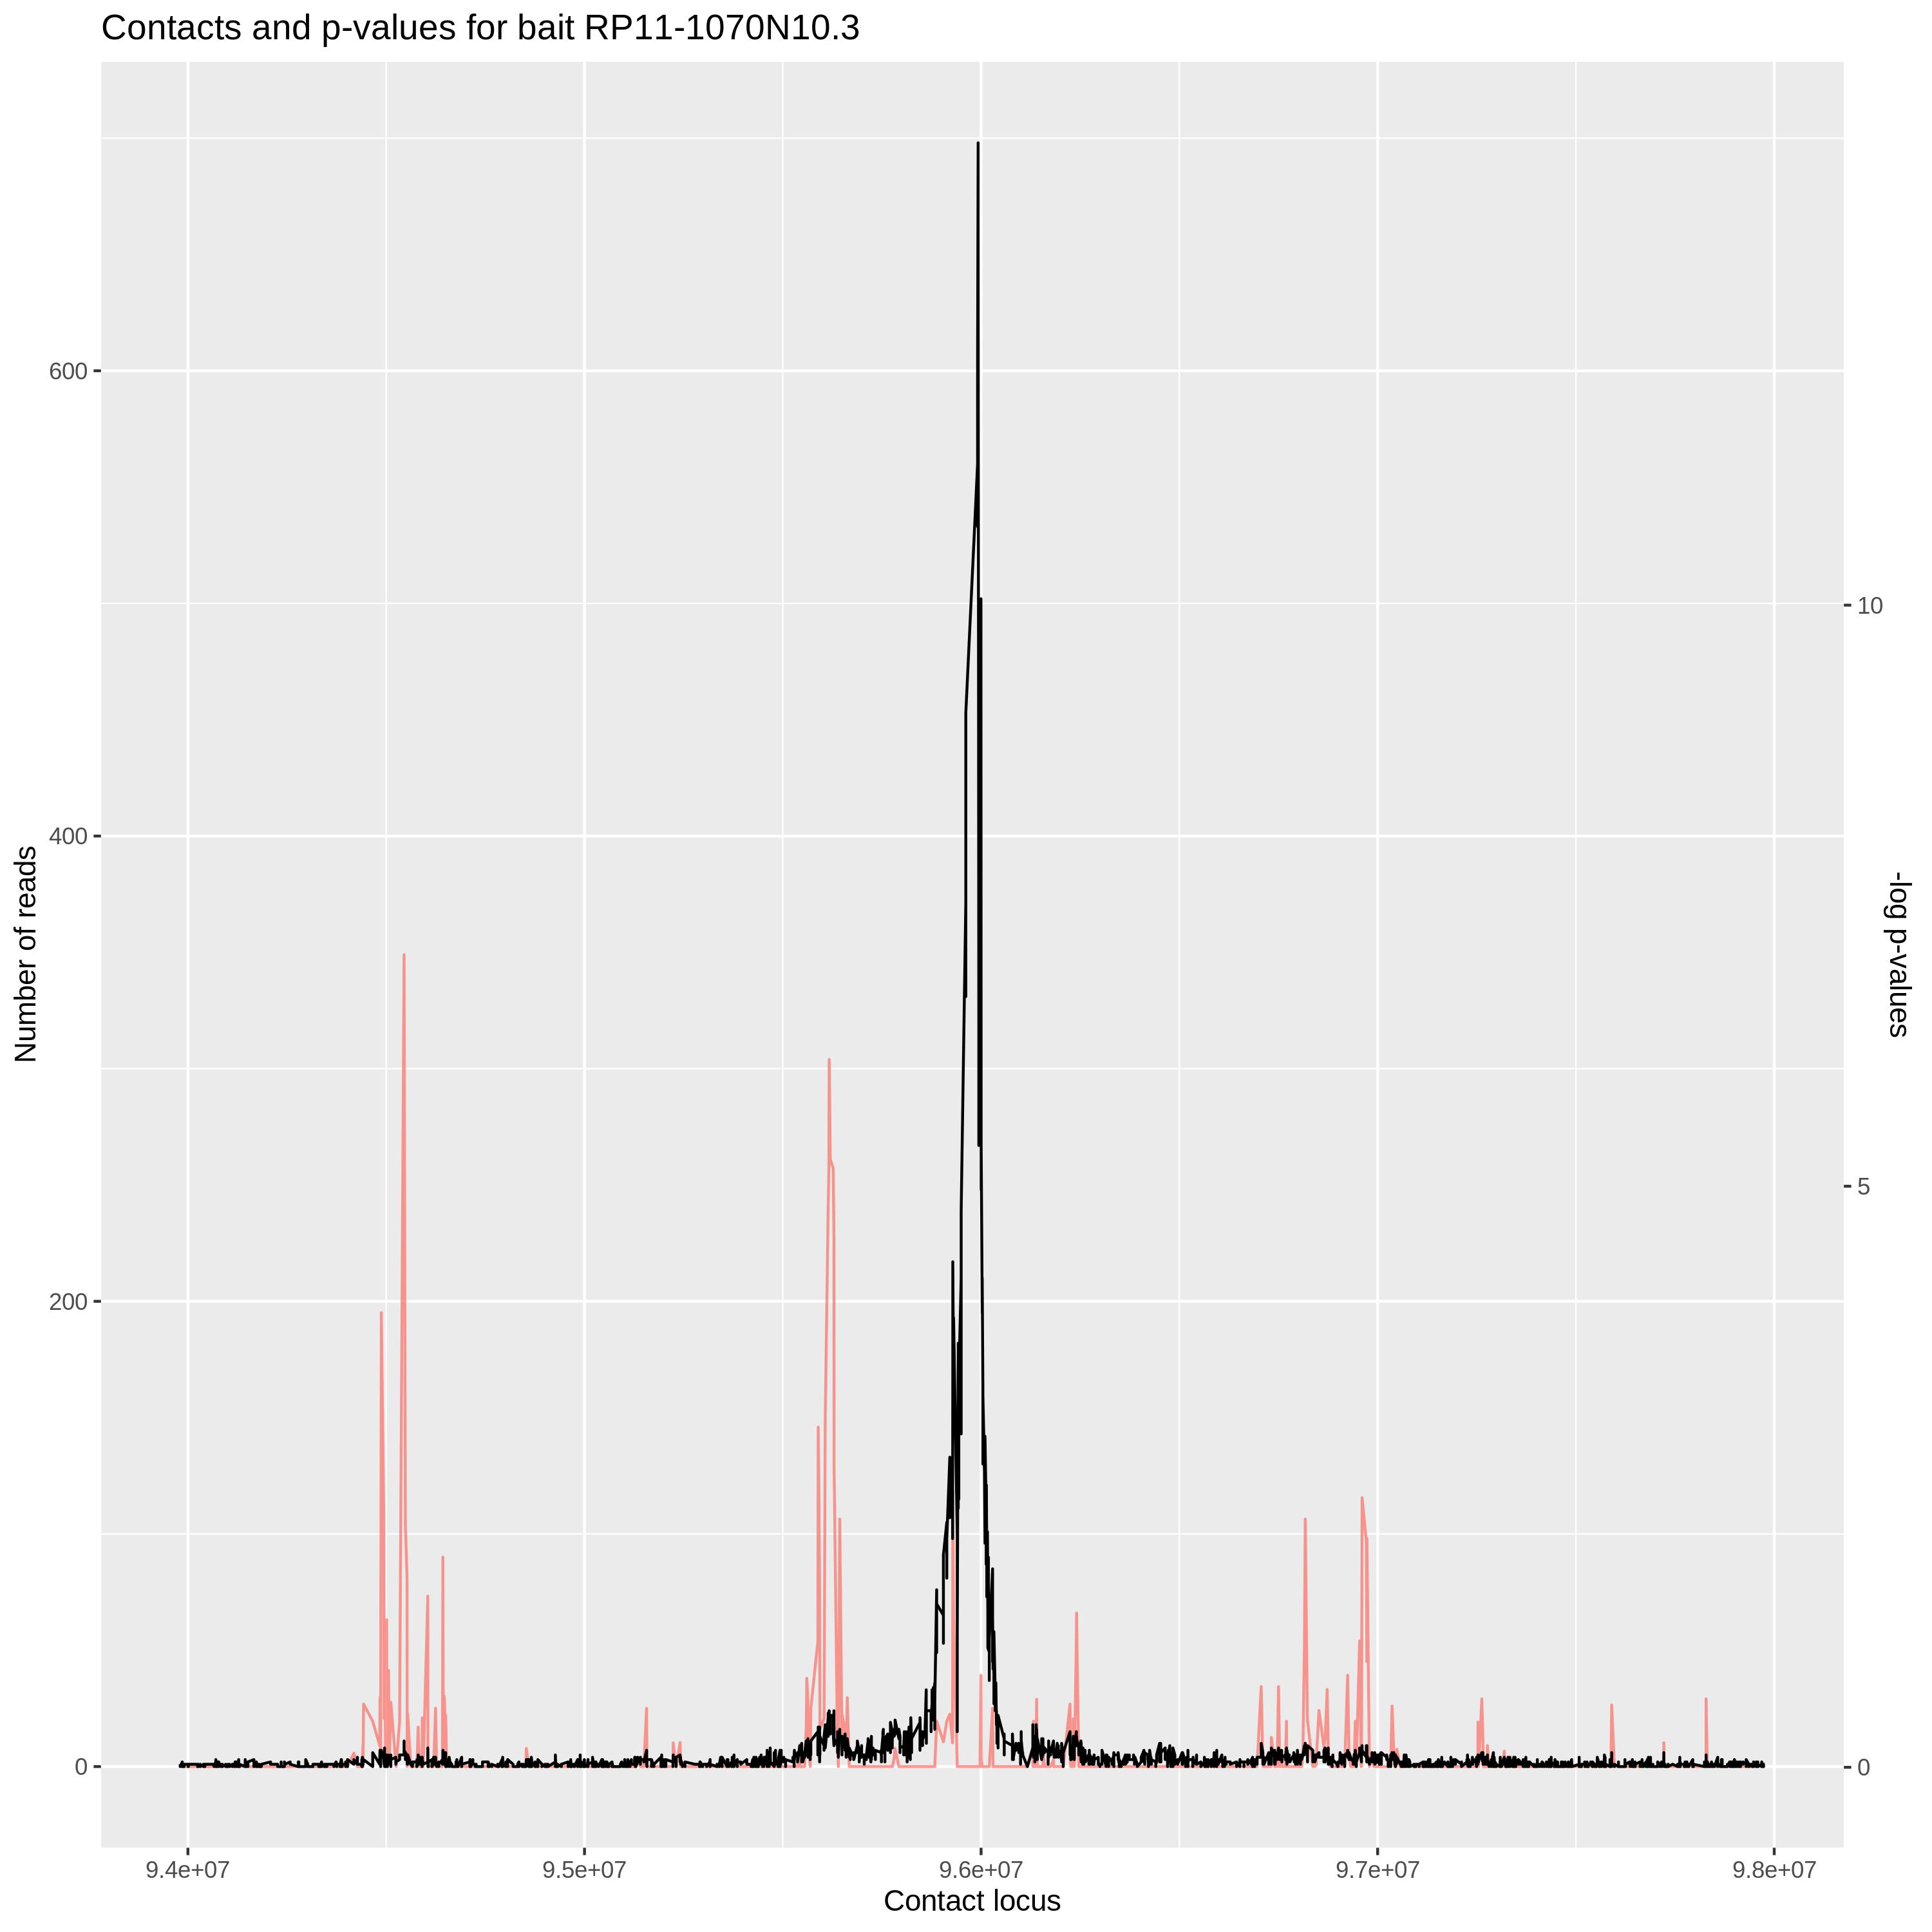 Contacts and p-values for bait RP11-1070N10.3
Number of reads
600
400
200
0
10
5
0
-log p-values
9.4e+07 9.5e+07 9.6e+07 9.7e+07 9.8e+07
Contact locus